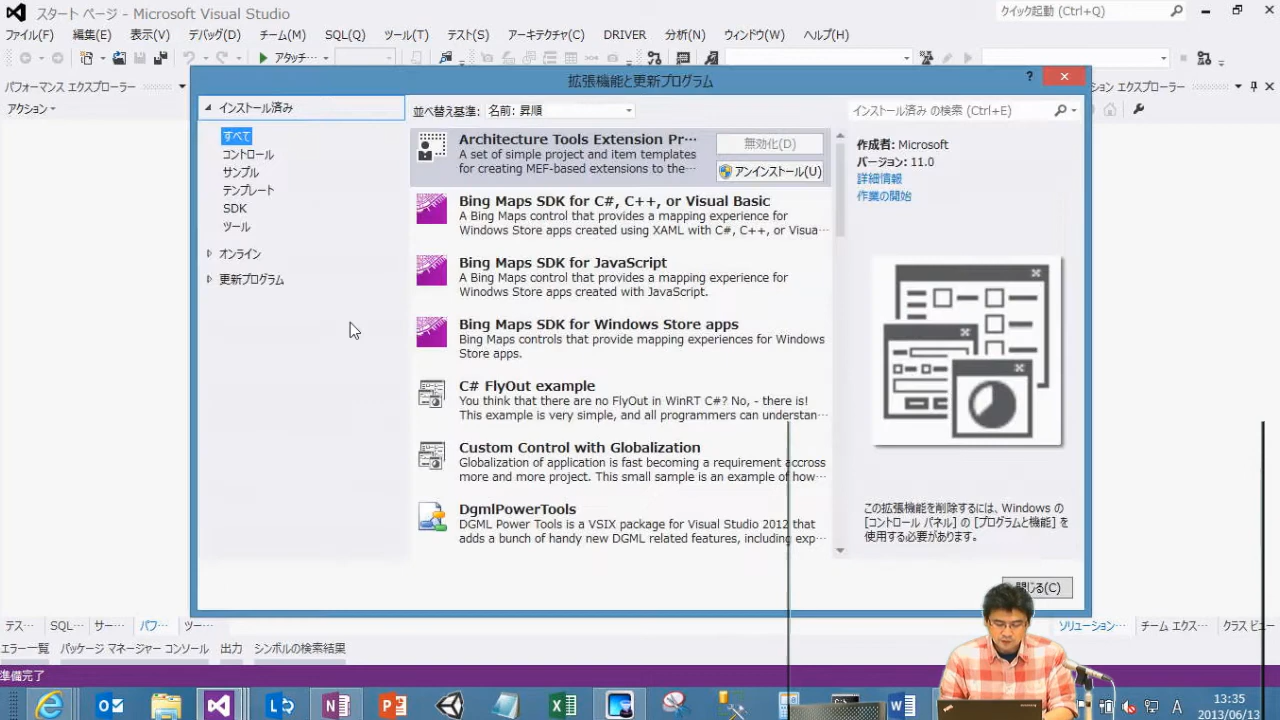 スタート ページ - Microsoft Visual Studio
クイック起動 (Ctrl+Q)
ファイル(F) 編集(E) 表示(V) デバッグ(D) チーム(M) SQL(Q) ツール(T) テスト(S) アーキテクチャ(C) DRIVER 分析(N) ウィンドウ(W) ヘルプ(H)
アタッチ…
パフォーマンス エクスプローラー
ション エクスプローラー
アクション
拡張機能と更新プログラム
?
インストール済み
すべて
コントロール
サンプル
テンプレート
SDK
ツール
オンライン
更新プログラム
並べ替え基準: 名前: 昇順
インストール済み の検索 (Ctrl+E)
Architecture Tools Extension Pr…
A set of simple project and item templates
for creating MEF-based extensions to the…
無効化(D)
アンインストール(U)
Bing Maps SDK for C#, C++, or Visual Basic
A Bing Maps control that provides a mapping experience for
Windows Store apps created using XAML with C#, C++, or Visua…
Bing Maps SDK for JavaScript
A Bing Maps control that provides a mapping experience for
Windows Store apps created with JavaScript.
Bing Maps SDK for Windows Store apps
Bing Maps controls that provide mapping experiences for Windows
Store apps.
C# FlyOut example
You think that there are no FlyOut in WinRT C#? No, - there is!
This example is very simple, and all programmers can understan…
Custom Control with Globalization
Globalization of application is fast becoming a requirement accross
more and more project. This small sample is an example of how…
DgmlPowerTools
DGML Power Tools is a VSIX package for Visual Studio 2012 that
adds a bunch of handy new DGML related features, including exp…
作成者: Microsoft
バージョン: 11.0
詳細情報
作業の開始
この拡張機能を削除するには、Windows の
[コントロール パネル] の [プログラムと機能] を
使用する必要があります。
閉じる(C)
テス… SQL… サー… パフ… ツー…
ソリューション… チーム エクス… クラス ビュー
エラー一覧 パッケージ マネージャー コンソール 出力 シンボルの検索結果
準備完了
A
13:35
2013/06/13